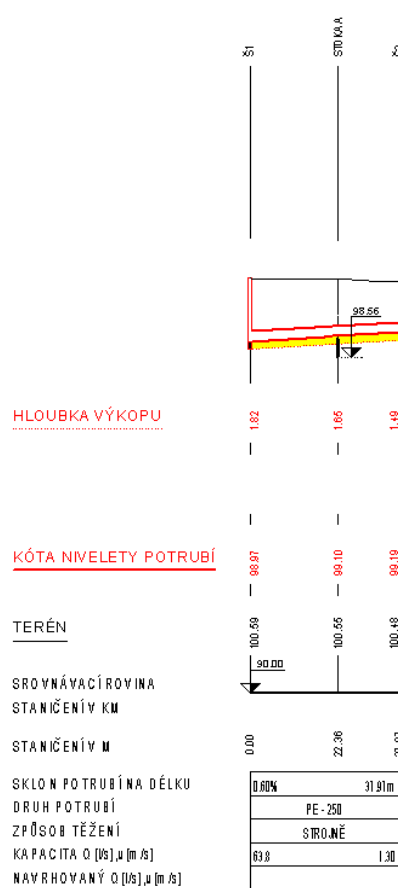 Š1
STOKA A
98.56
HLOUBKA VÝKOPU
1.82
1.65
1.49
KÓTA NIVELETY POTRUBÍ
98.97
99.10
99.19
TERÉN
100.59
100.55
100.48
90.00
SROVNÁVACÍ ROVINA
STANIČENÍ V KM
STANIČENÍ V M
0.00
22.36
SKLON POTRUBÍ NA DÉLKU
0.60%
31.91m
DRUH POTRUBÍ
PE - 250
ZPŮSOB TĚŽENÍ
STROJNĚ
KAPACITA Q [l/s],u [m/s]
63.8
1.30
NAVRHOVANÝ Q [l/s],u [m/s]